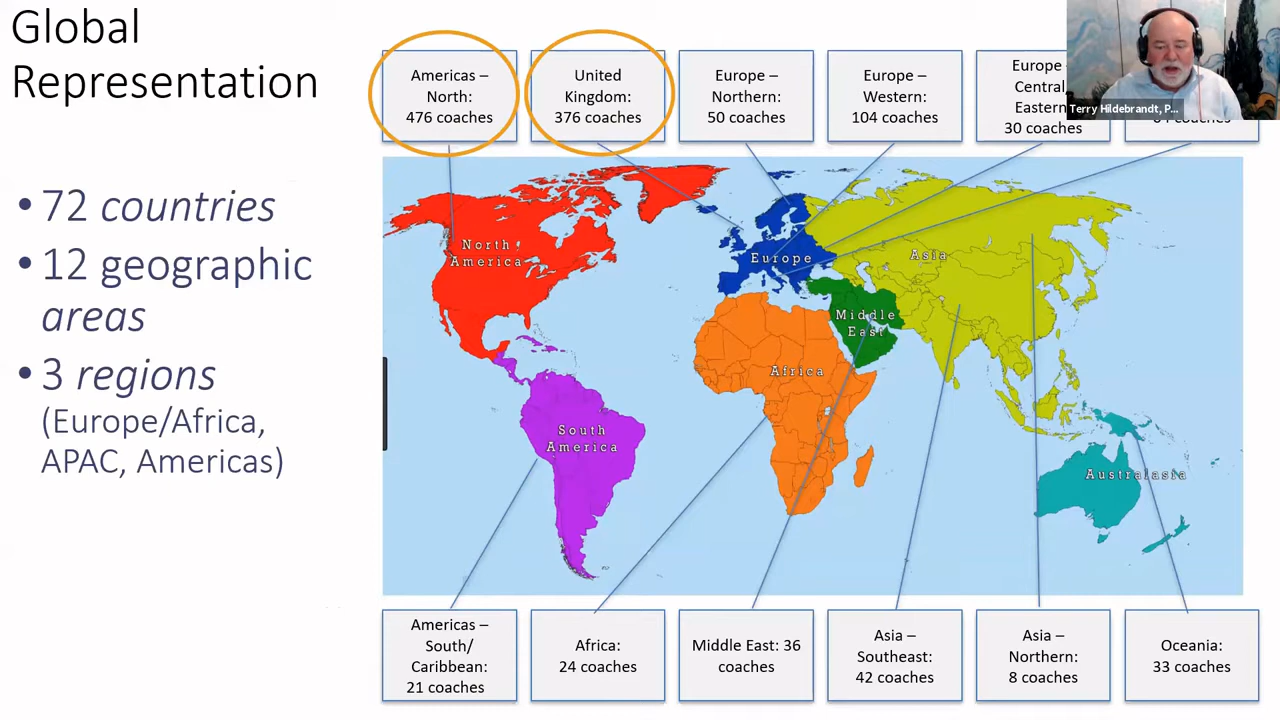 Global
Representation
• 72 countries
• 12 geographic
areas
• 3 regions
(Europe/Africa,
APAC, Americas)
Americas –
North:
476 coaches
United
Kingdom:
376 coaches
Europe –
Northern:
50 coaches
Europe –
Western:
104 coaches
Europe
Central
Eastern
30 coaches
coaches
Terry Hildebrandt, P...
North
America
Europe
Asia
Middle
East
Africa
South
America
Australasia
Americas –
South/
Caribbean:
21 coaches
Africa:
24 coaches
Middle East: 36
coaches
Asia –
Southeast:
42 coaches
Asia –
Northern:
8 coaches
Oceania:
33 coaches